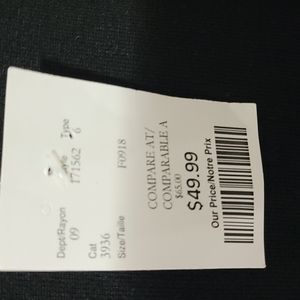 Dept/Rayon
Style
Type
09
171562
6
Cat
3936
Size/Taille
F0918
COMPARE AT/
COMPARABLE A
$65.00
$49.99
Our Price/Notre Prix